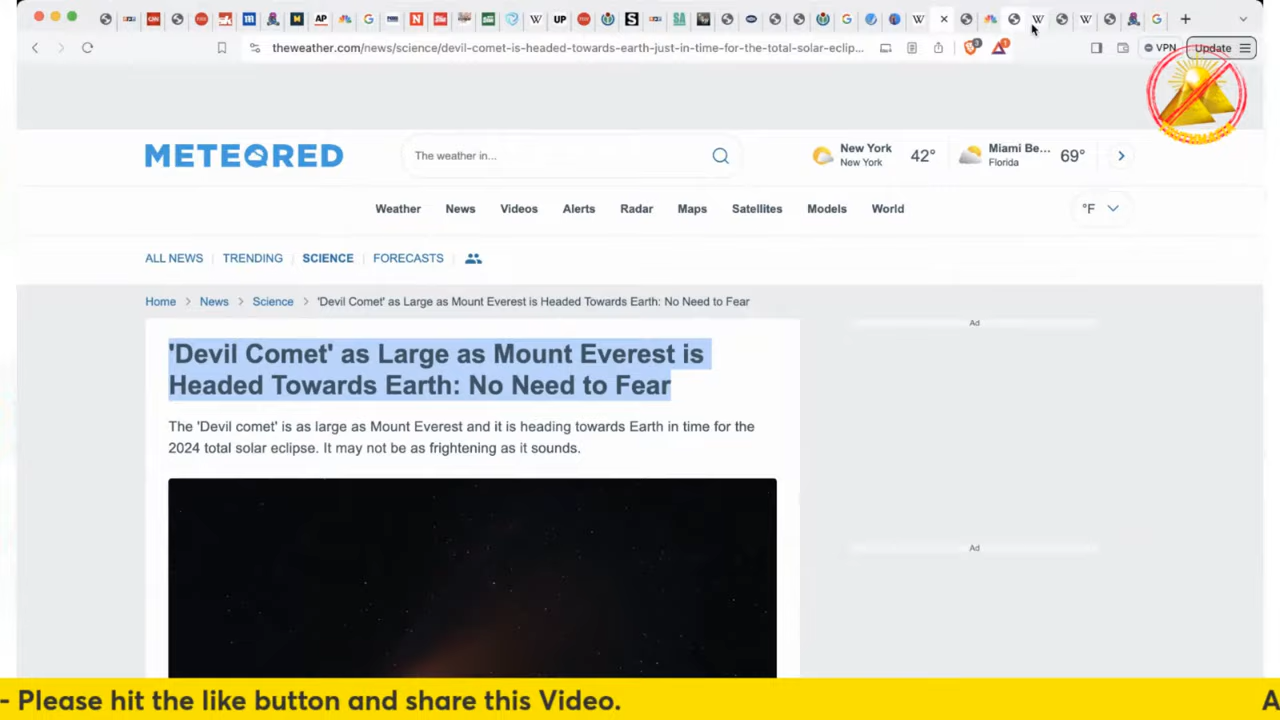 theweather.com/news/science/devil-comet-is-headed-towards-earth-just-in-time-for-the-total-solar-eclip...
VPN
Update
METEORED
The weather in...
New York
New York
42°
Miami Be...
Florida
69°
Weather
News
Videos
Alerts
Radar
Maps
Satellites
Models
World
°F
ALL NEWS
TRENDING
SCIENCE
FORECASTS
Home > News > Science > 'Devil Comet' as Large as Mount Everest is Headed Towards Earth: No Need to Fear
Ad
'Devil Comet' as Large as Mount Everest is
Headed Towards Earth: No Need to Fear
The 'Devil comet' is as large as Mount Everest and it is heading towards Earth in time for the
2024 total solar eclipse. It may not be as frightening as it sounds.
Ad
- Please hit the like button and share this Video.
A